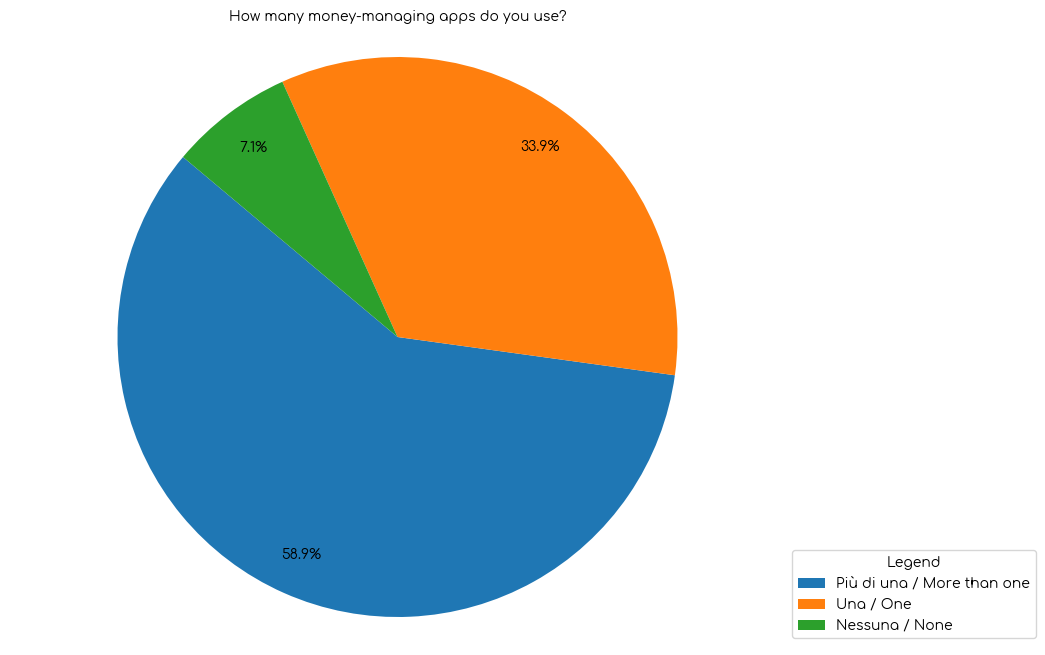 How many money-managing apps do you use?
7.1%
33.9%
58.9%
Legend
Più di una / More than one
Una / One
Nessuna / None